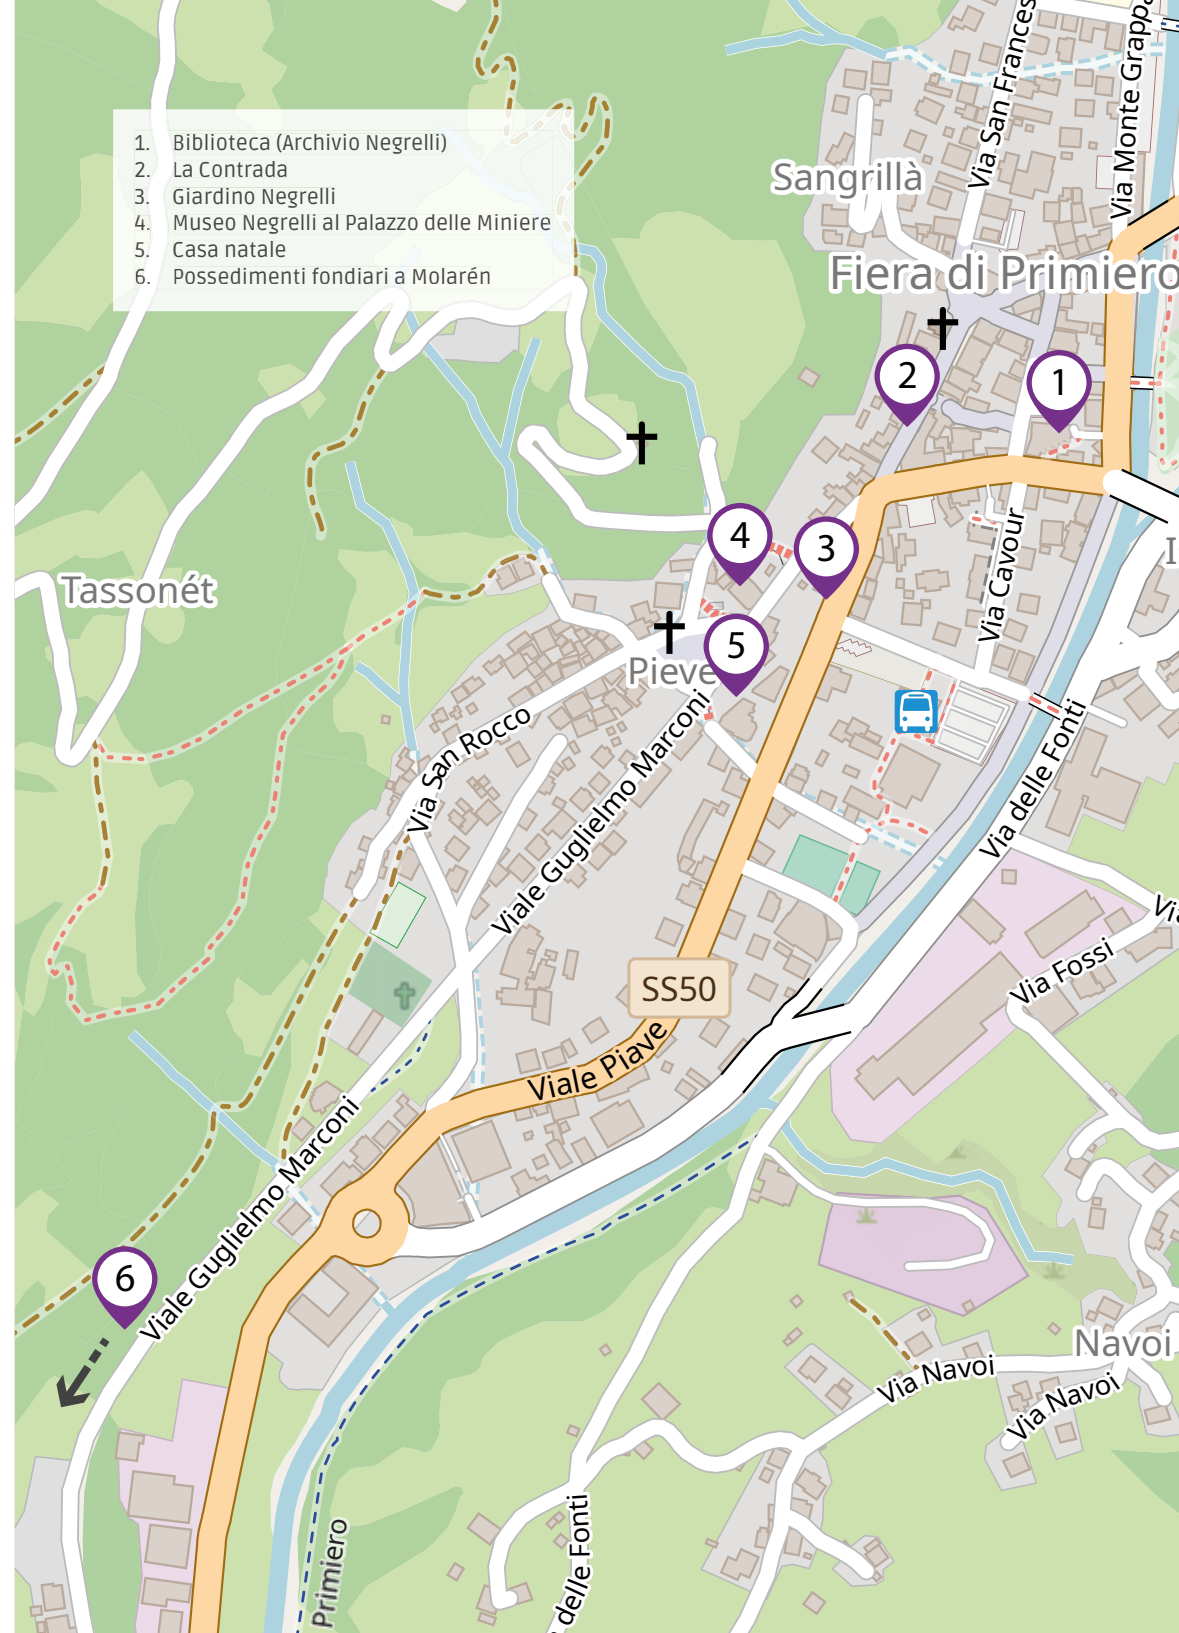 1. Biblioteca (Archivio Negrelli)
2. La Contrada
3. Giardino Negrelli
4. Museo Negrelli al Palazzo delle Miniere
5. Casa natale
6. Possedimenti fondiari a Molarén
Via San Frances
Via Monte Grappa
Sangrillà
Fiera di Primiero
2
1
4
3
Via Cavour
I
Tassonét
5
Pieve
Via San Rocco
Viale Guglielmo Marconi
Via delle Fonti
Via
Via Fossi
SS50
Viale Piave
Viale Guglielmo Marconi
6
Navoi
Via Navoi
Via Navoi
delle Fonti
Primiero